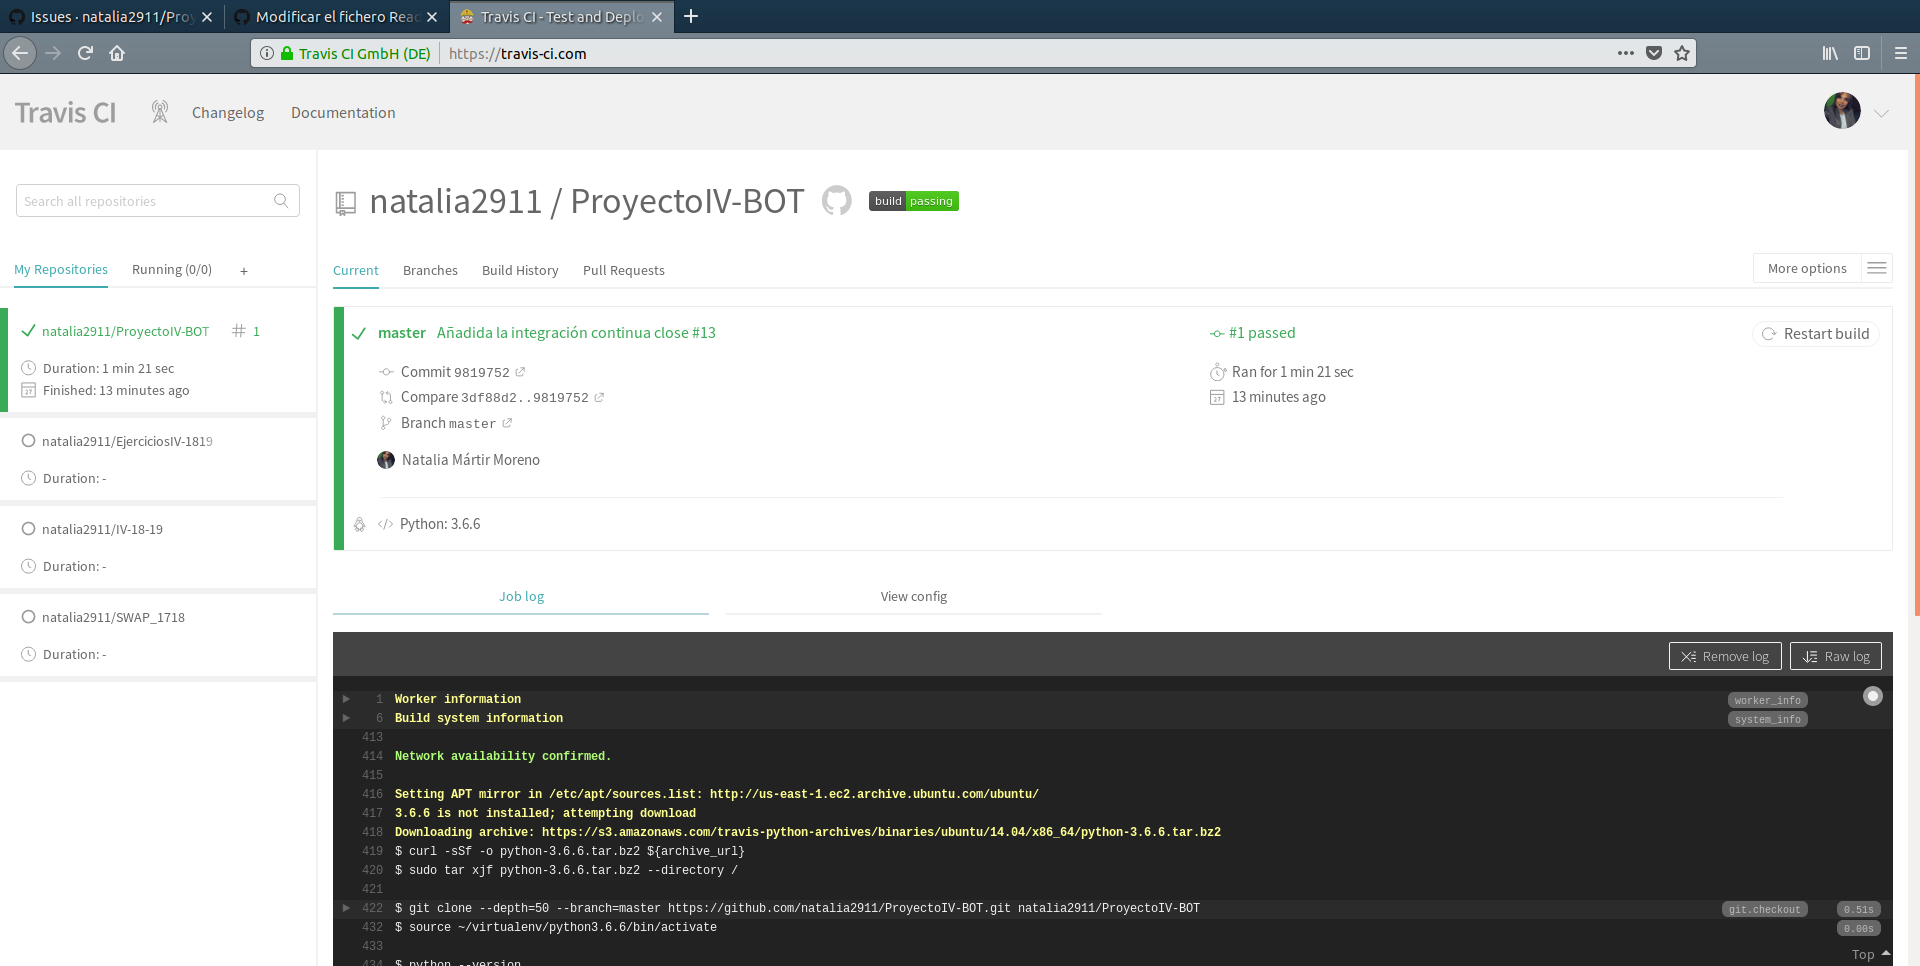 Issues · natalia2911/Proy
Modificar el fichero Read
Travis CI - Test and Deplo
Travis CI GmbH (DE)
https://travis-ci.com
Travis CI
Changelog
Documentation
Search all repositories
My Repositories
Running (0/0)
+
natalia2911/ProyectoIV-BOT
# 1
Duration: 1 min 21 sec
Finished: 13 minutes ago
natalia2911/EjerciciosIV-1819
Duration: -
natalia2911/IV-18-19
Duration: -
natalia2911/SWAP_1718
Duration: -
natalia2911 / ProyectoIV-BOT
build passing
Current
Branches
Build History
Pull Requests
More options
master Añadida la integración continua close #13
Commit 9819752
Compare 3df88d2..9819752
Branch master
Natalia Mártir Moreno
#1 passed
Ran for 1 min 21 sec
13 minutes ago
Restart build
</> Python: 3.6.6
Job log
View config
Remove log
Raw log
1 Worker information worker_info
6 Build system information system_info
413
414 Network availability confirmed.
415
416 Setting APT mirror in /etc/apt/sources.list: http://us-east-1.ec2.archive.ubuntu.com/ubuntu/
417 3.6.6 is not installed; attempting download
418 Downloading archive: https://s3.amazonaws.com/travis-python-archives/binaries/ubuntu/14.04/x86_64/python-3.6.6.tar.bz2
419 $ curl -sSf -o python-3.6.6.tar.bz2 ${archive_url}
420 $ sudo tar xjf python-3.6.6.tar.bz2 --directory /
421
422 $ git clone --depth=50 --branch=master https://github.com/natalia2911/ProyectoIV-BOT.git natalia2911/ProyectoIV-BOT git.checkout 0.51s
432 $ source ~/virtualenv/python3.6.6/bin/activate 0.00s
433
434 $ python --version
Top